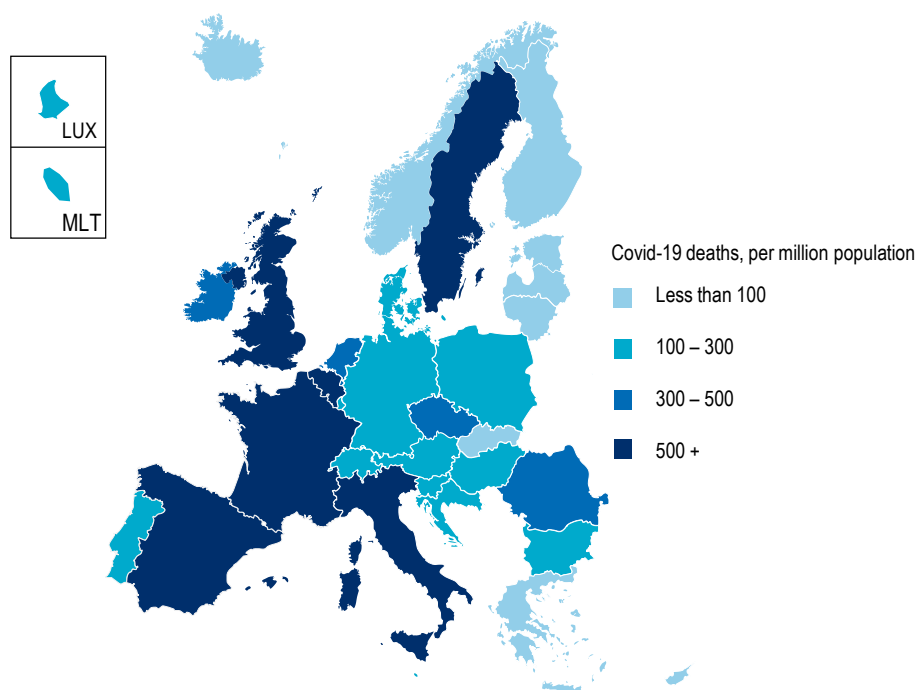 LUX
MLT
Covid-19 deaths, per million population
Less than 100
100 – 300
300 – 500
500 +